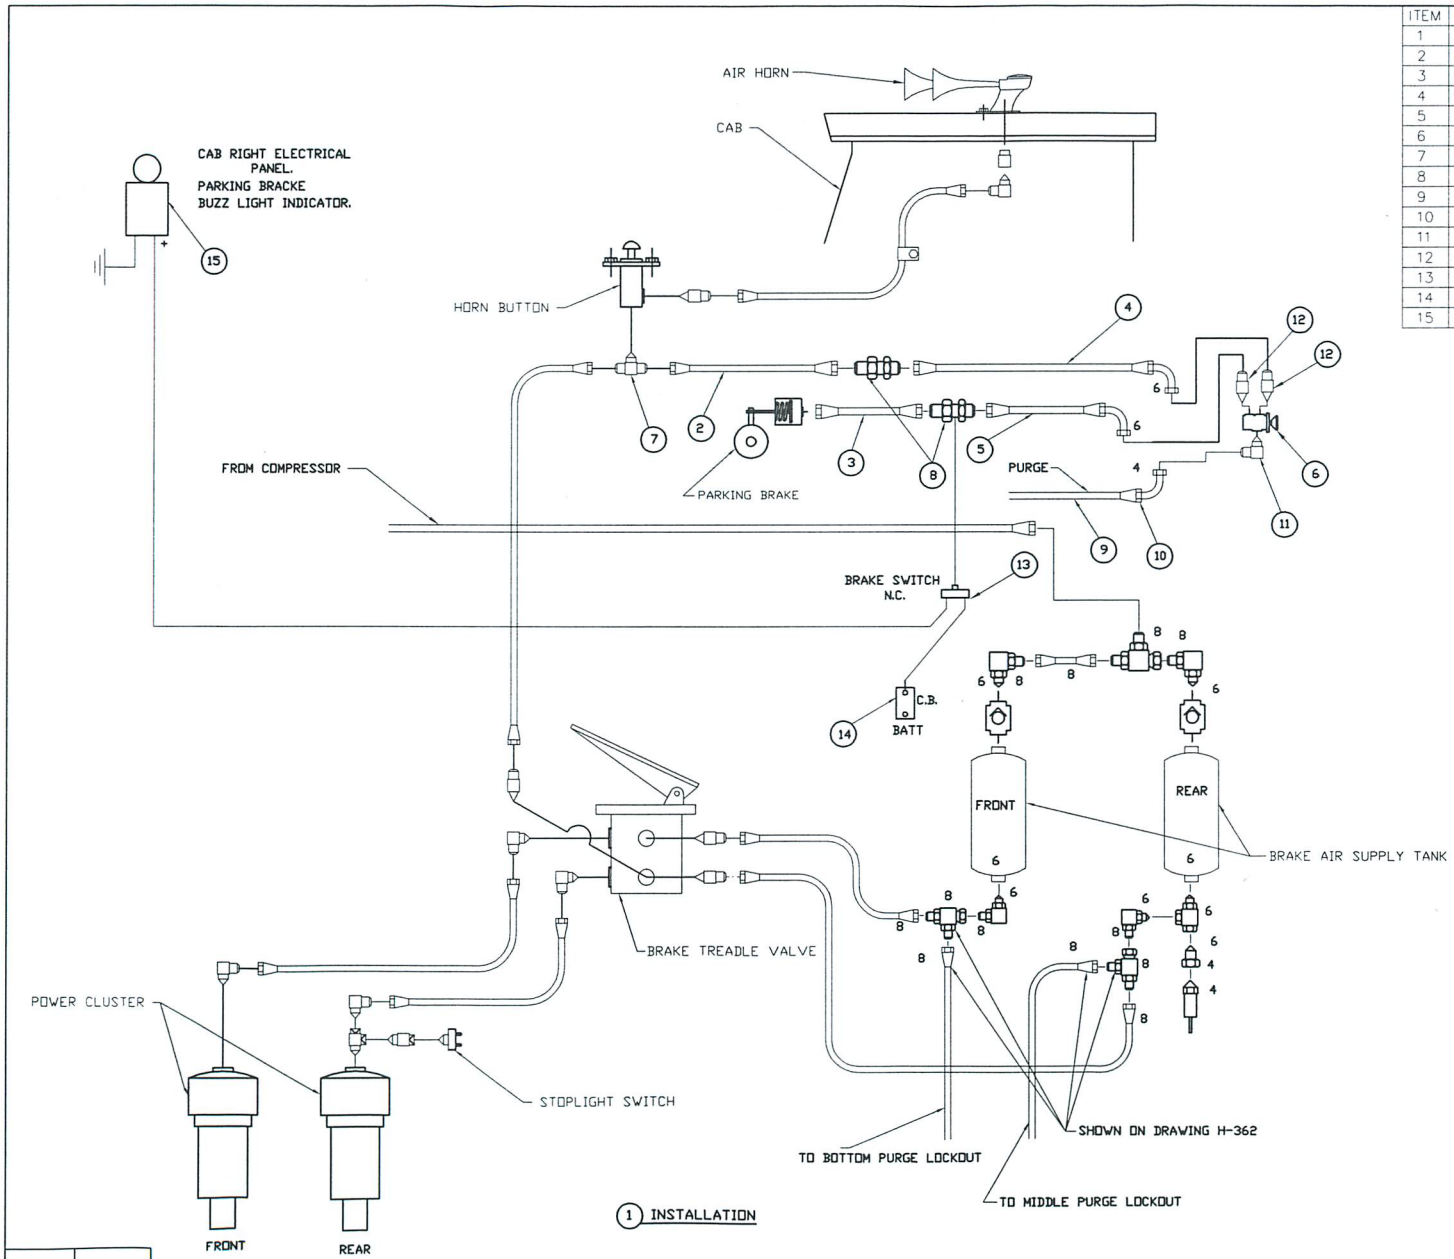 ITEM
1
2
3
4
5
6
7
8
9
10
11
12
13
14
15
AIR HORN
CAB
CAB RIGHT ELECTRICAL
PANEL.
PARKING BRACKE
BUZZ LIGHT INDICATOR.
+
15
HORN BUTTON
4
12
12
6
7
2
3
8
5
6
6
PARKING BRAKE
FROM COMPRESSOR
PURGE
4
9
10
11
BRAKE SWITCH
N.C.
13
14
C.B.
BATT
8
8
6
8
8
6
FRONT
REAR
6
6
BRAKE AIR SUPPLY TANK
BRAKE TREADLE VALVE
8
8
8
6
8
6
6
8
8
8
6
4
4
8
POWER CLUSTER
STOPLIGHT SWITCH
SHOWN ON DRAWING H-362
TO BOTTOM PURGE LOCKOUT
TO MIDDLE PURGE LOCKOUT
1 INSTALLATION
FRONT
REAR